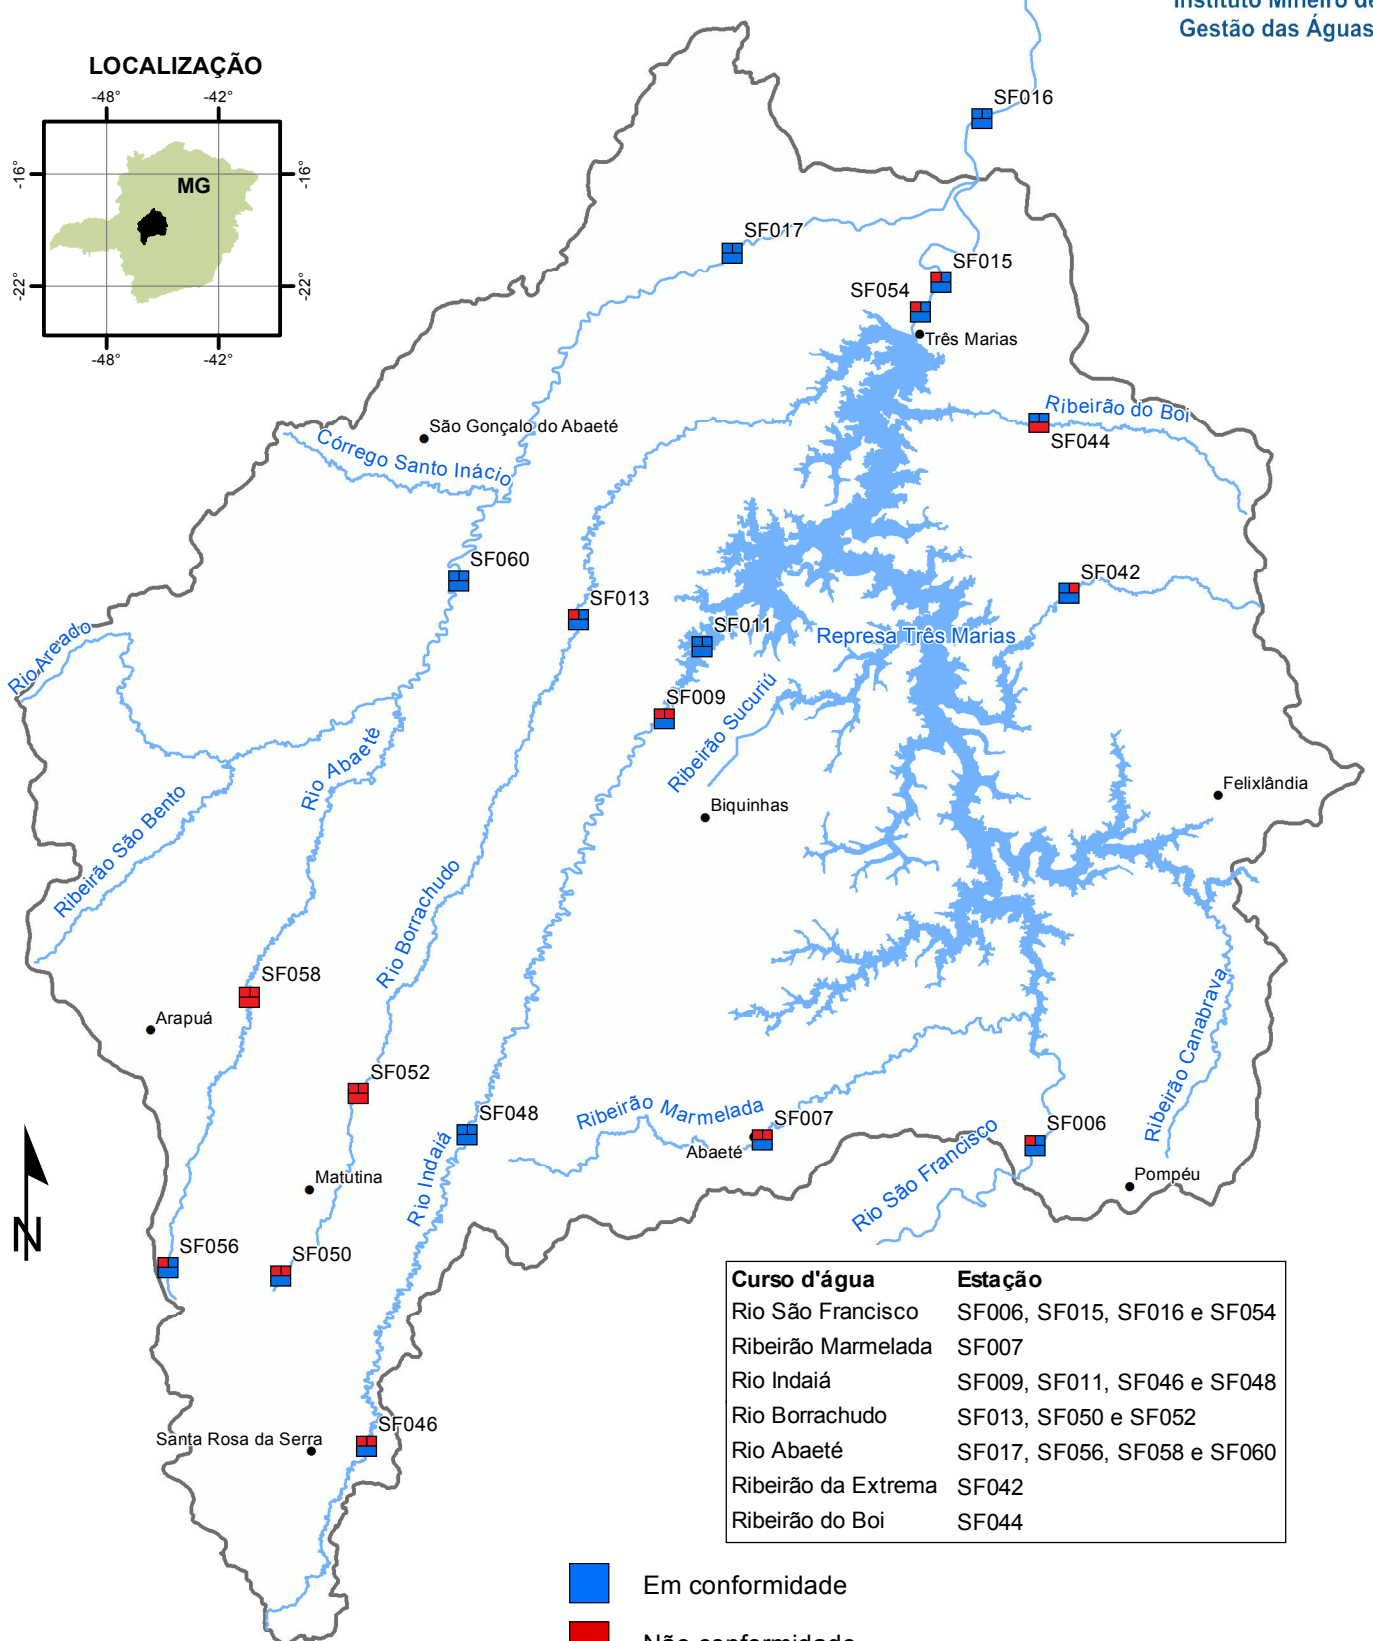 Instituto Mineiro de
Gestão das Águas
LOCALIZAÇÃO
-48°
-42°
-16°
-16°
MG
-22°
-22°
-48°
-42°
SF016
SF017
SF015
SF054
Três Marias
Ribeirão do Boi
SF044
São Gonçalo do Abaeté
Córrego Santo Inácio
SF060
SF042
SF013
SF011
Represa Três Marias
Rio Areado
SF009
Ribeirão Sucuriú
Rio Abaeté
Felixlândia
Biquinhas
Ribeirão São Bento
Rio Borrachudo
SF058
Arapuá
Ribeirão Canabrava
SF052
SF048
Ribeirão Marmelada
SF007
SF006
Abaeté
Rio São Francisco
Pompéu
Matutina
Rio Indaiá
N
SF056
SF050
Curso d'água Estação
Rio São Francisco SF006, SF015, SF016 e SF054
Ribeirão Marmelada SF007
Rio Indaiá SF009, SF011, SF046 e SF048
Rio Borrachudo SF013, SF050 e SF052
Rio Abaeté SF017, SF056, SF058 e SF060
Ribeirão da Extrema SF042
Ribeirão do Boi SF044
SF046
Santa Rosa da Serra
Em conformidade
Não conformidade